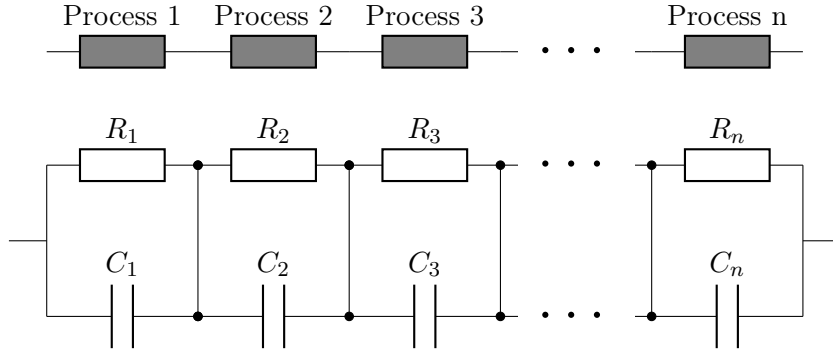 Process 1 Process 2 Process 3 Process n
R₁ R₂ R₃ Rₙ
C₁ C₂ C₃ Cₙ